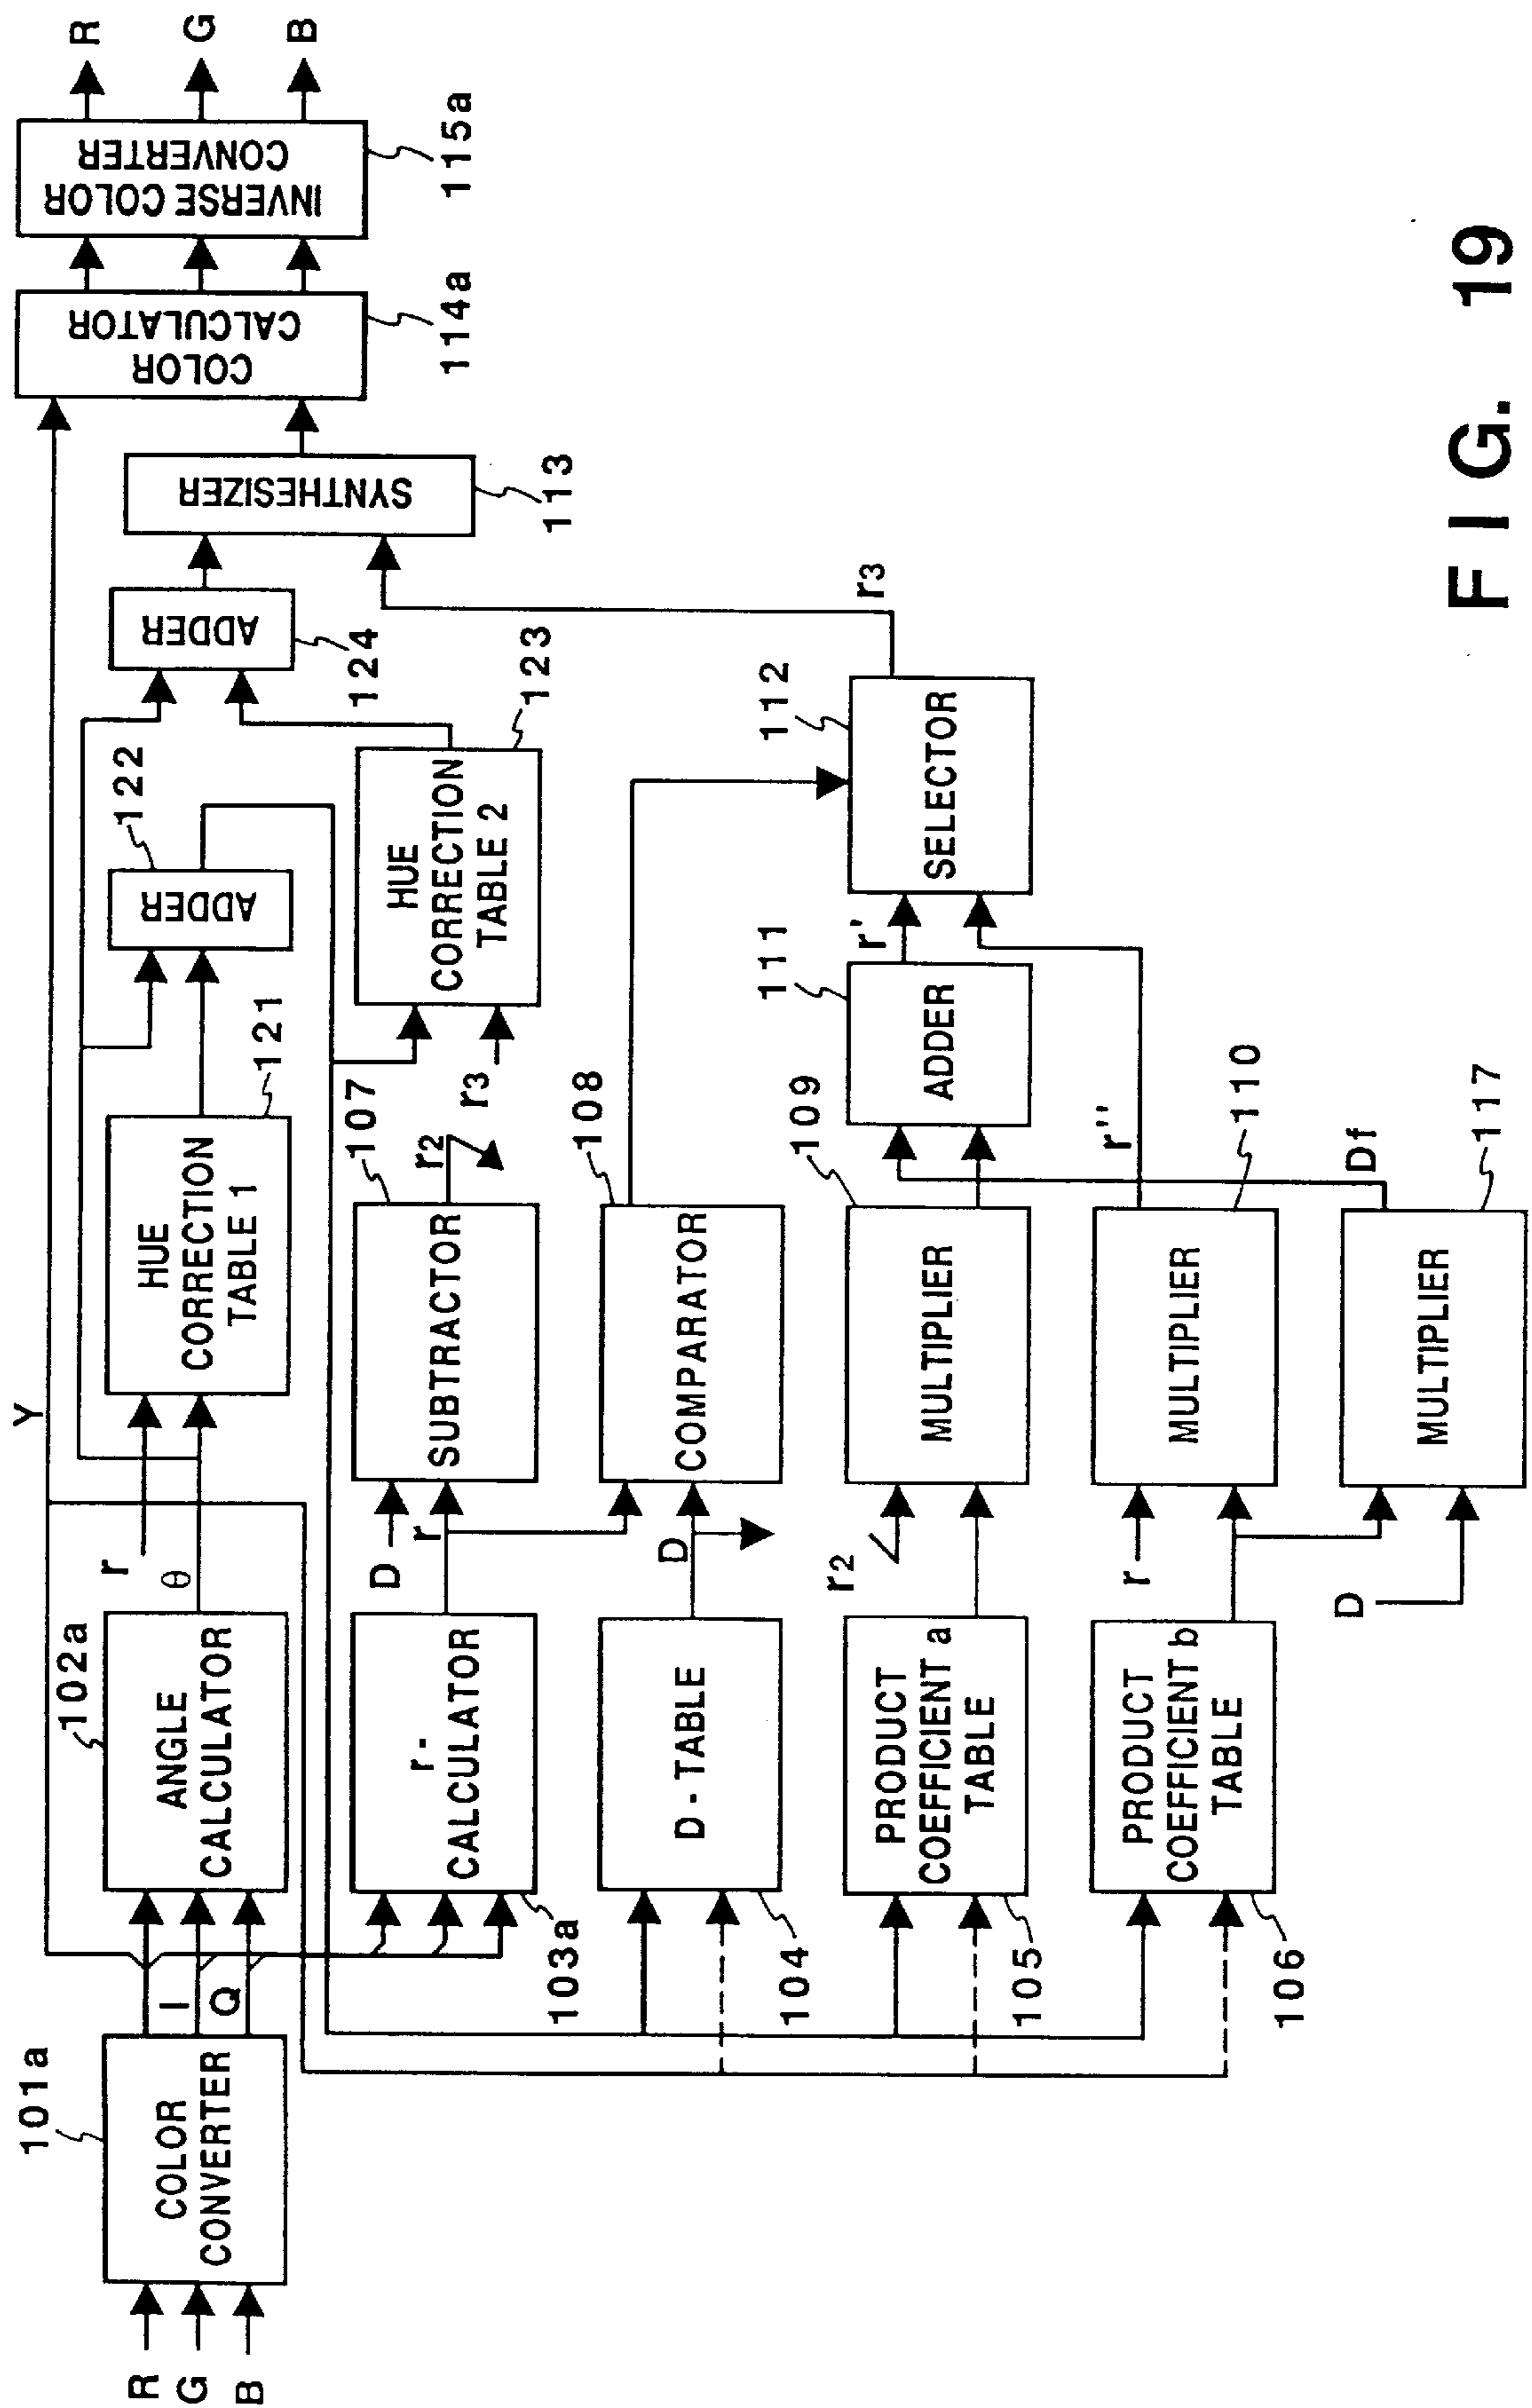 R
G
B
101a
COLOR
CONVERTER
I
Q
Y
102a
ANGLE
CALCULATOR
r
θ
HUE
CORRECTION
TABLE 1
121
ADDER
122
ADDER
124
SYNTHESIZER
113
COLOR
CALCULATOR
114a
INVERSE COLOR
CONVERTER
115a
R
G
B
r-
CALCULATOR
103a
D
r
SUBTRACTOR
107
r2
r3
HUE
CORRECTION
TABLE 2
123
D-TABLE
104
D
COMPARATOR
108
PRODUCT
COEFFICIENT a
TABLE
105
r2
MULTIPLIER
109
ADDER
111
r'
SELECTOR
112
r3
PRODUCT
COEFFICIENT b
TABLE
106
r
MULTIPLIER
110
r''
D
MULTIPLIER
117
Df
FIG. 19